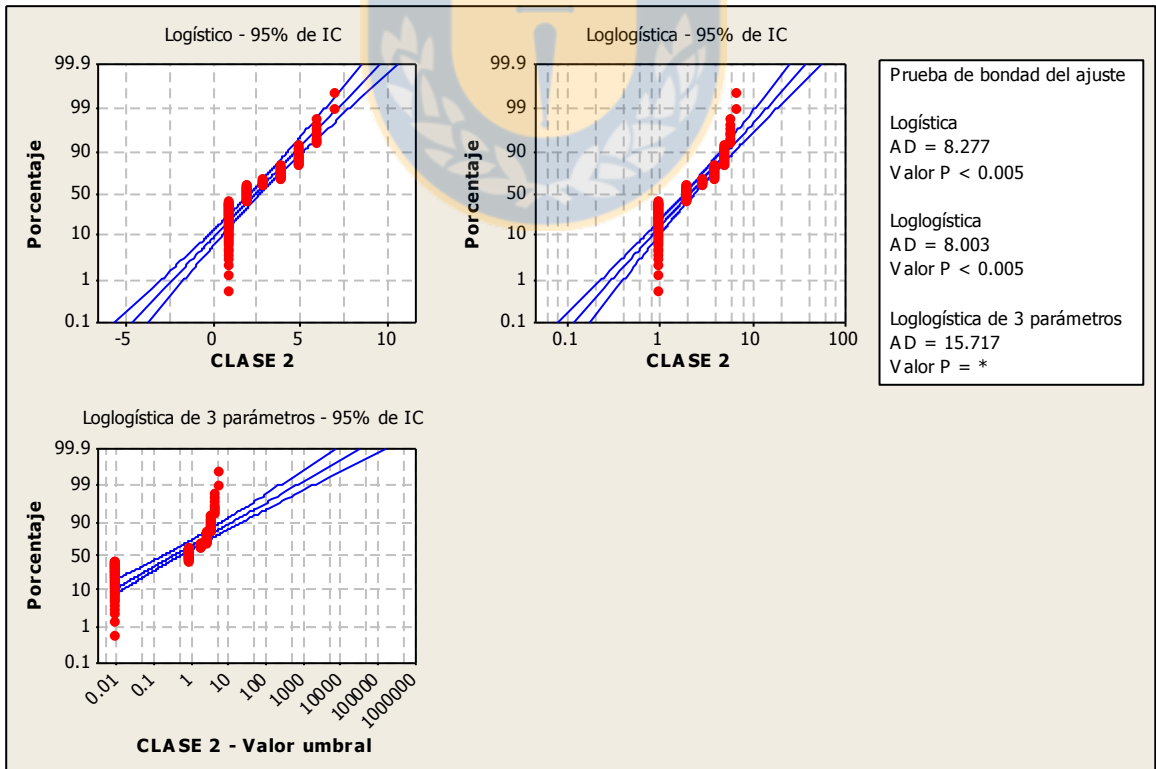 Logístico - 95% de IC
99.9
99
90
50
10
1
0.1
Porcentaje
-5 0 5 10
CLASE 2
Loglogística - 95% de IC
99.9
99
90
50
10
1
0.1
Porcentaje
0.1 1 10 100
CLASE 2
Prueba de bondad del ajuste
Logística
AD = 8.277
Valor P < 0.005
Loglogística
AD = 8.003
Valor P < 0.005
Loglogística de 3 parámetros
AD = 15.717
Valor P = *
Loglogística de 3 parámetros - 95% de IC
99.9
99
90
50
10
1
0.1
Porcentaje
0.01 0.1 1 10 100 1000 10000 100000 1000000
CLASE 2 - Valor umbral